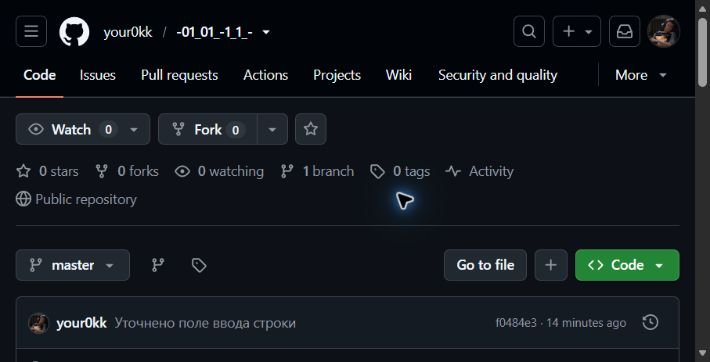 your0kk / -01_01_-1_1_-
Code Issues Pull requests Actions Projects Wiki Security and quality More
Watch 0 Fork 0
0 stars 0 forks 0 watching 1 branch 0 tags Activity
Public repository
master Go to file Code
your0kk Уточнено поле ввода строки f0484e3 · 14 minutes ago